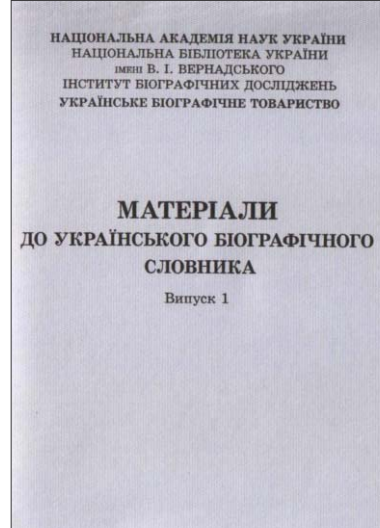 НАЦІОНАЛЬНА АКАДЕМІЯ НАУК УКРАЇНИ
НАЦІОНАЛЬНА БІБЛІОТЕКА УКРАЇНИ
ІМЕНІ В. І. ВЕРНАДСЬКОГО
ІНСТИТУТ БІОГРАФІЧНИХ ДОСЛІДЖЕНЬ
УКРАЇНСЬКЕ БІОГРАФІЧНЕ ТОВАРИСТВО
МАТЕРІАЛИ
ДО УКРАЇНСЬКОГО БІОГРАФІЧНОГО
СЛОВНИКА
Випуск 1